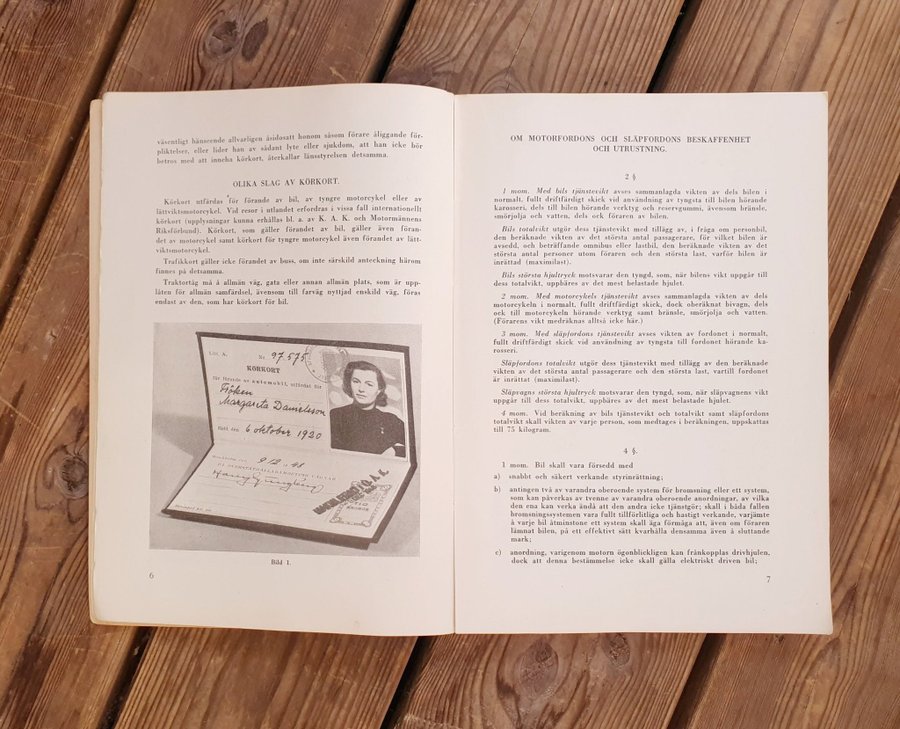 väsentligt hänseende allvarligen åsidosatt honom såsom förare åliggande för-
pliktelser, eller lider han av sådant lyte eller sjukdom, att han icke bör
betros med att inneha körkort, återkallar länsstyrelsen detsamma.
OLIKA SLAG AV KÖRKORT.
Körkort utfärdas för förande av bil, av tyngre motorcykel eller av
lättviktsmotorcykel. Vid resor i utlandet erfordras i vissa fall internationellt
körkort (upplysningar kunna erhållas bl. a. av K. A. K. och Motormännens
Riksförbund). Körkort, som gäller förandet av bil, gäller även föran-
det av motorcykel samt körkort för tyngre motorcykel även förandet av lätt-
viktsmotorcykel.
Trafikkort gäller icke förandet av buss, om inte särskild anteckning härom
finnes på detsamma.
Traktortåg må å allmän väg, gata eller annan allmän plats, som är upp-
låten för allmän samfärdsel, ävensom till farväg nyttjad enskild väg, föras
endast av den, som har körkort för bil.
Litt. A. Nr 97.575
KÖRKORT
för förande av automobil, utfärdat för
Fröken
Margareta Danielsson
född den 6 oktober 1920
9/12 48
Bild 1.
6
OM MOTORFORDONS OCH SLÄPFORDONS BESKAFFENHET
OCH UTRUSTNING.
2 §.
1 mom. Med bils tjänstevikt avses sammanlagda vikten av dels bilen i
normalt, fullt driftfärdigt skick vid användning av tyngsta till bilen hörande
karosseri, dels till bilen hörande verktyg och reservgummi, ävensom bränsle,
smörjolja och vatten, dels ock föraren av bilen.
Bils totalvikt utgör dess tjänstevikt med tillägg av, i fråga om personbil,
den beräknade vikten av det största antal passagerare, för vilket bilen är
avsedd, och beträffande omnibus eller lastbil, den beräknade vikten av det
största antal personer utom föraren och den största last, varför bilen är
inrättad (maximilast).
Bils största hjultryck motsvarar den tyngd, som, när bilens vikt uppgår till
dess totalvikt, uppbäres av det mest belastade hjulet.
2 mom. Med motorcykels tjänstevikt avses sammanlagda vikten av dels
motorcykeln i normalt, fullt driftfärdigt skick, dock oberäknat bivagn, dels
ock till motorcykeln hörande verktyg samt bränsle, smörjolja och vatten.
(Förarens vikt medräknas alltså icke här.)
3 mom. Med släpfordons tjänstevikt avses vikten av fordonet i normalt,
fullt driftfärdigt skick vid användning av tyngsta till fordonet hörande ka-
rosseri.
Släpfordons totalvikt utgör dess tjänstevikt med tillägg av den beräknade
vikten av det största antal passagerare och den största last, vartill fordonet
är inrättat (maximilast).
Släpvagns största hjultryck motsvarar den tyngd, som, när släpvagnens vikt
uppgår till dess totalvikt, uppbäres av det mest belastade hjulet.
4 mom. Vid beräkning av bils tjänstevikt och totalvikt samt släpfordons
totalvikt skall vikten av varje person, som medtages i beräkningen, uppskattas
till 75 kilogram.
4 §.
1 mom. Bil skall vara försedd med
a) snabbt och säkert verkande styrinrättning;
b) antingen två av varandra oberoende system för bromsning eller ett system,
som kan påverkas av tvenne av varandra oberoende anordningar, av vilka
den ena kan verka ändå att den andra icke tjänstgör; skall i båda fallen
bromsningssystemen vara fullt tillförlitliga och hastigt verkande, varjämte
å varje bil åtminstone ett system skall äga förmåga att, även om föraren
lämnat bilen, på ett effektivt sätt kvarhålla densamma även å sluttande
mark;
c) anordning, varigenom motorn ögonblickligen kan frånkopplas drivhjulen,
dock att denna bestämmelse icke skall gälla elektriskt driven bil;
7